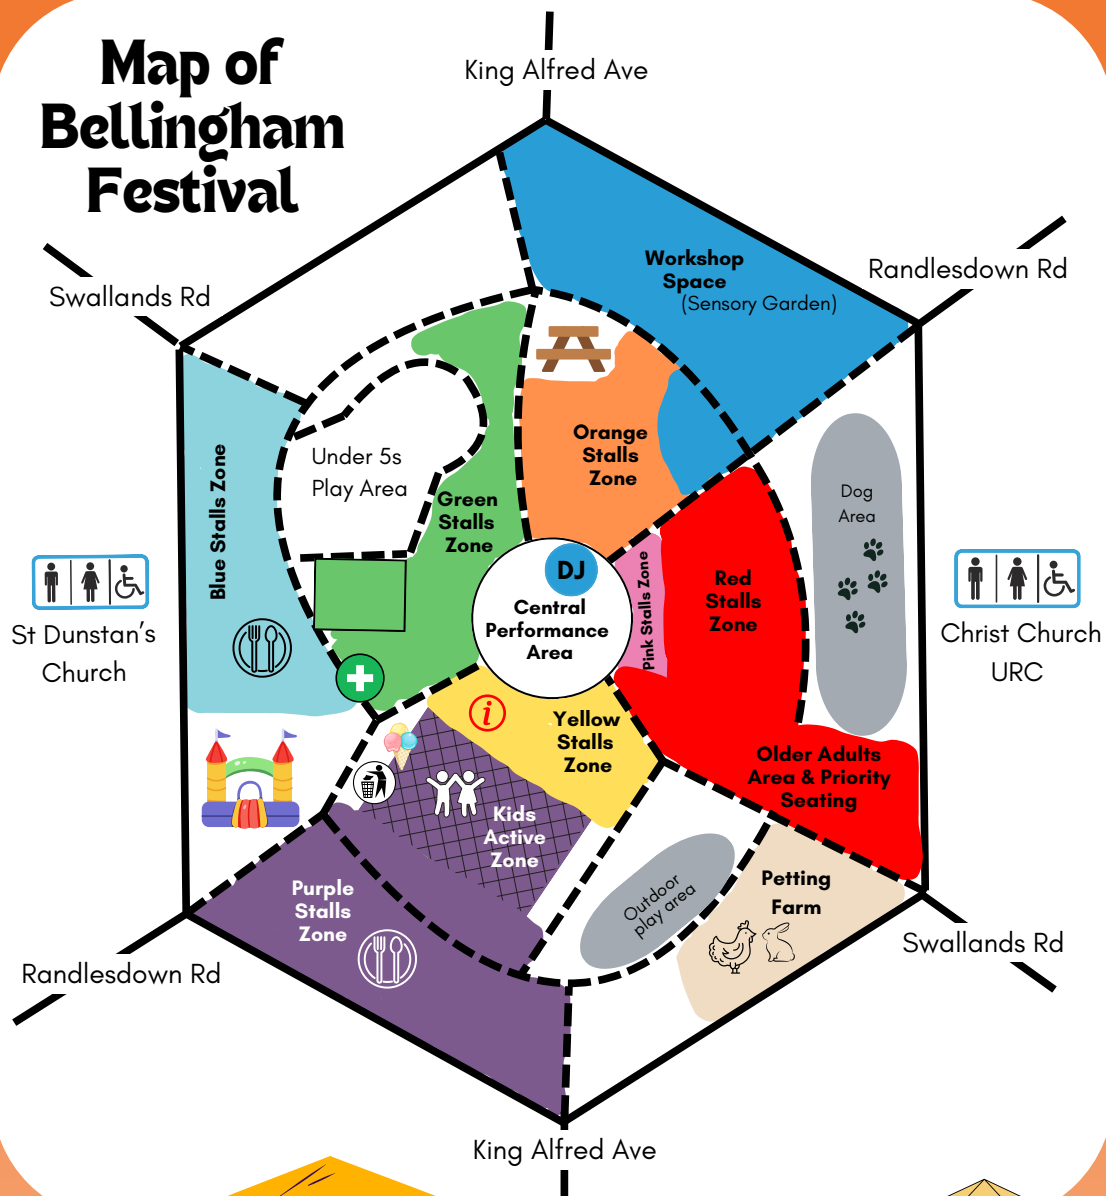 Map of
Bellingham
Festival
King Alfred Ave
Swallands Rd
Randlesdown Rd
Workshop
Space
(Sensory Garden)
Under 5s
Play Area
Orange
Stalls
Zone
Blue Stalls Zone
Green
Stalls
Zone
Dog
Area
DJ
Central
Performance
Area
Pink Stalls Zone
Red
Stalls
Zone
St Dunstan's
Church
Christ Church
URC
i
Yellow
Stalls
Zone
Older Adults
Area & Priority
Seating
Kids
Active
Zone
Purple
Stalls
Zone
Outdoor
play area
Petting
Farm
Swallands Rd
Randlesdown Rd
King Alfred Ave